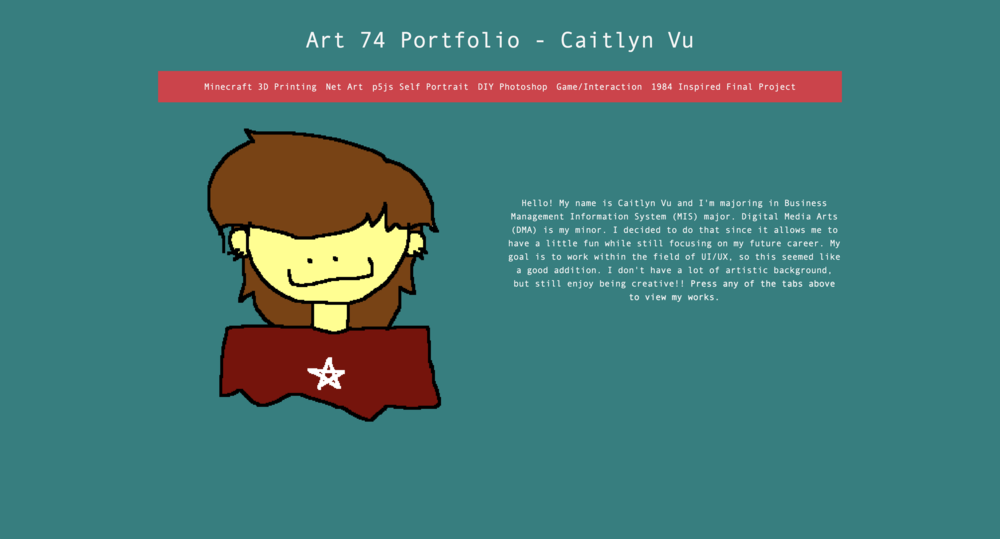 Art 74 Portfolio - Caitlyn Vu
Minecraft 3D Printing Net Art p5js Self Portrait DIY Photoshop Game/Interaction 1984 Inspired Final Project
Hello! My name is Caitlyn Vu and I'm majoring in Business
Management Information System (MIS) major. Digital Media Arts
(DMA) is my minor. I decided to do that since it allows me to
have a little fun while still focusing on my future career. My
goal is to work within the field of UI/UX, so this seemed like
a good addition. I don't have a lot of artistic background,
but still enjoy being creative!! Press any of the tabs above
to view my works.